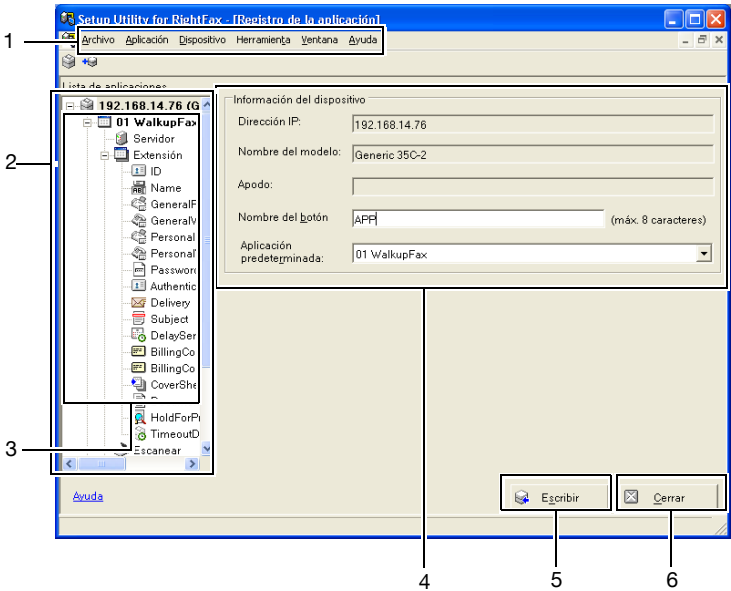 Setup Utility for RightFax - [Registro de la aplicación]
1
Archivo Aplicación Dispositivo Herramienta Ventana Ayuda
Lista de aplicaciones
192.168.14.76 (G
01 WalkupFax
Servidor
2
Extensión
ID
Name
GeneralF
GeneralV
Personal
Personal
Password
Authentic
Delivery
Subject
DelaySer
BillingCo
BillingCo
CoverShe
HoldForPr
TimeoutD
3
Escanear
Información del dispositivo
Dirección IP:
192.168.14.76
Nombre del modelo:
Generic 35C-2
Apodo:
Nombre del botón
APP
(máx. 8 caracteres)
Aplicación
predeterminada:
01 WalkupFax
Ayuda
Escribir
Cerrar
4
5
6